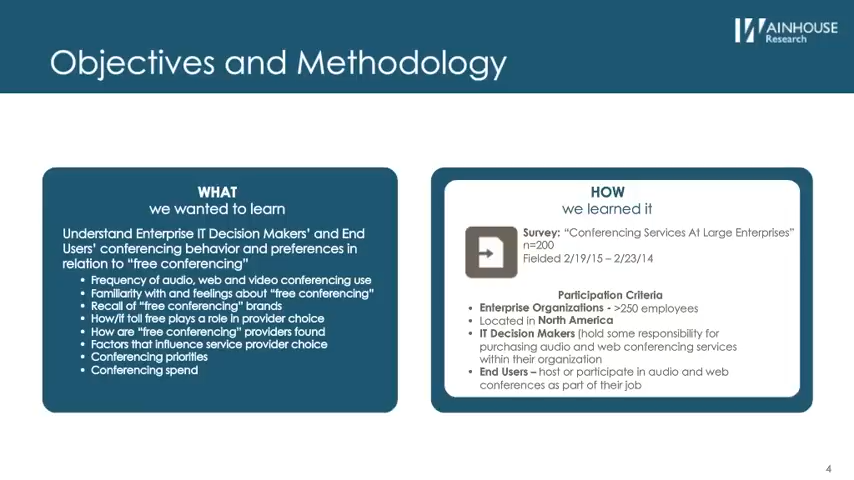 WAINHOUSE
Research
Objectives and Methodology
WHAT
we wanted to learn
Understand Enterprise IT Decision Makers’ and End
Users’ conferencing behavior and preferences in
relation to “free conferencing”
• Frequency of audio, web and video conferencing use
• Familiarity with and feelings about “free conferencing”
• Recall of “free conferencing” brands
• How/if toll free plays a role in provider choice
• How are “free conferencing” providers found
• Factors that influence service provider choice
• Conferencing priorities
• Conferencing spend
HOW
we learned it
Survey: “Conferencing Services At Large Enterprises”
n=200
Fielded 2/19/15 – 2/23/14
Participation Criteria
• Enterprise Organizations - >250 employees
• Located in North America
• IT Decision Makers (hold some responsibility for
purchasing audio and web conferencing services
within their organization
• End Users – host or participate in audio and web
conferences as part of their job
4